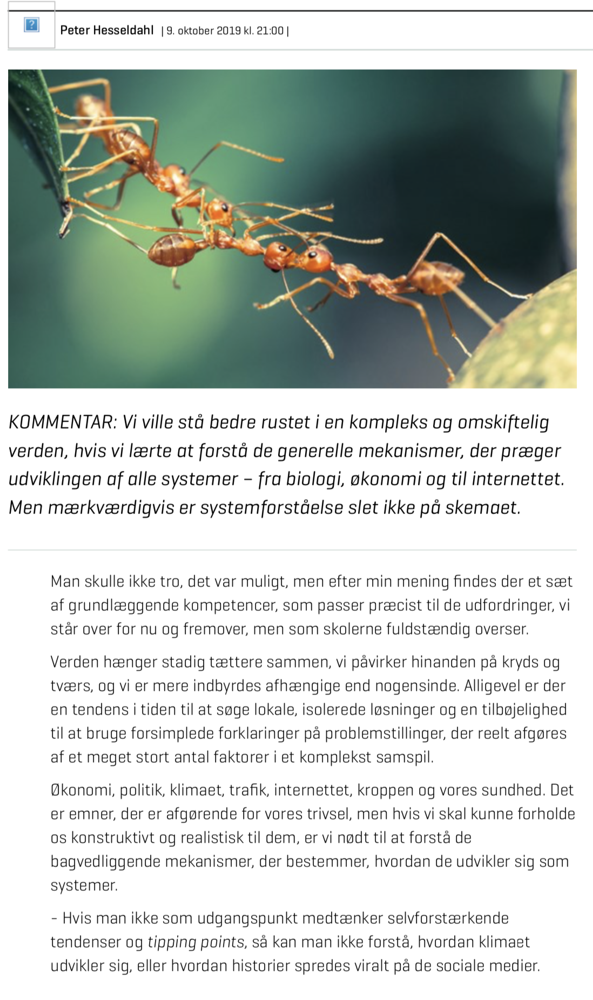 Peter Hesseldahl | 9. oktober 2019 kl. 21:00 |
KOMMENTAR: Vi ville stå bedre rustet i en kompleks og omskiftelig
verden, hvis vi lærte at forstå de generelle mekanismer, der præger
udviklingen af alle systemer – fra biologi, økonomi og til internettet.
Men mærkværdigvis er systemforståelse slet ikke på skemaet.
Man skulle ikke tro, det var muligt, men efter min mening findes der et sæt
af grundlæggende kompetencer, som passer præcist til de udfordringer, vi
står over for nu og fremover, men som skolerne fuldstændig overser.
Verden hænger stadig tættere sammen, vi påvirker hinanden på kryds og
tværs, og vi er mere indbyrdes afhængige end nogensinde. Alligevel er der
en tendens i tiden til at søge lokale, isolerede løsninger og en tilbøjelighed
til at bruge forsimplede forklaringer på problemstillinger, der reelt afgøres
af et meget stort antal faktorer i et komplekst samspil.
Økonomi, politik, klimaet, trafik, internettet, kroppen og vores sundhed. Det
er emner, der er afgørende for vores trivsel, men hvis vi skal kunne forholde
os konstruktivt og realistisk til dem, er vi nødt til at forstå de
bagvedliggende mekanismer, der bestemmer, hvordan de udvikler sig som
systemer.
- Hvis man ikke som udgangspunkt medtænker selvforstærkende
tendenser og tipping points, så kan man ikke forstå, hvordan klimaet
udvikler sig, eller hvordan historier spredes viralt på de sociale medier.